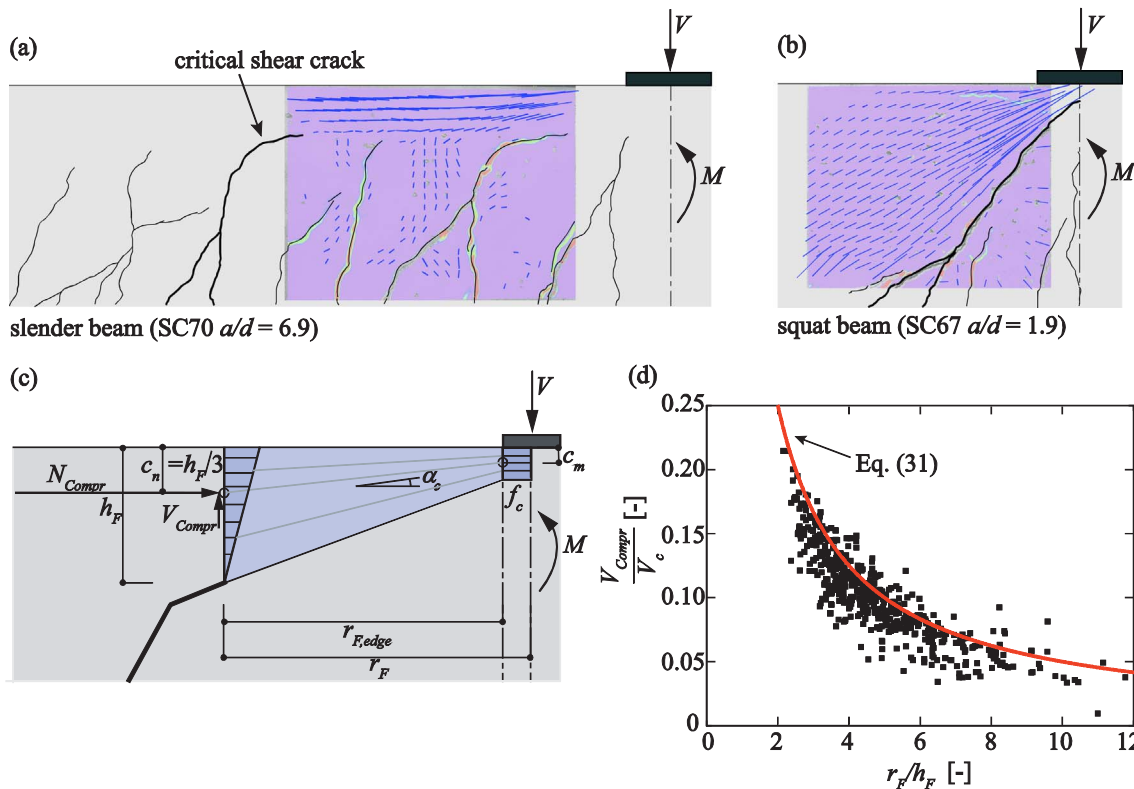 (a)
critical shear crack
V
M
slender beam (SC70 a/d = 6.9)
(b)
V
M
squat beam (SC67 a/d = 1.9)
(c)
V
c_n =h_F/3
c_m
N_Compr
h_F
V_Compr
α_c
f_c
M
r_F,edge
r_F
(d)
0.25
0.20
0.15
0.10
0.05
0
Eq. (31)
V_Compr/V_c [-]
0 2 4 6 8 10 12
r_F/h_F [-]